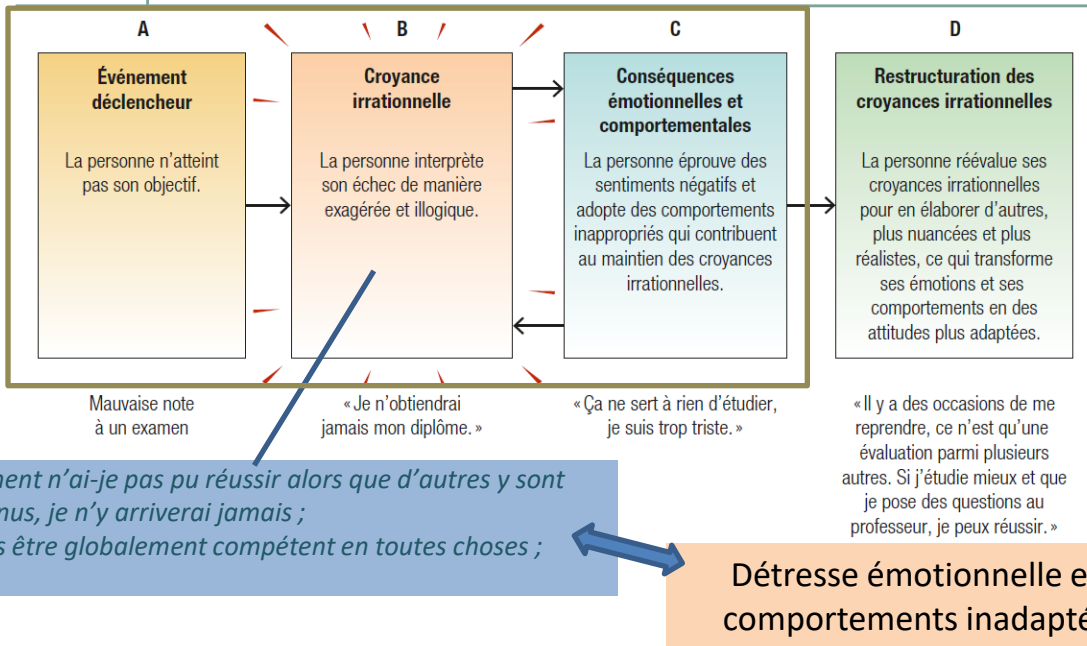 A
Événement
déclencheur
La personne n'atteint
pas son objectif.
Mauvaise note
à un examen
B
Croyance
irrationnelle
La personne interprète
son échec de manière
exagérée et illogique.
«Je n'obtiendrai
jamais mon diplôme.»
C
Conséquences
émotionnelles et
comportementales
La personne éprouve des
sentiments négatifs et
adopte des comportements
inappropriés qui contribuent
au maintien des croyances
irrationnelles.
«Ça ne sert à rien d'étudier,
je suis trop triste.»
D
Restructuration des
croyances irrationnelles
La personne réévalue ses
croyances irrationnelles
pour en élaborer d'autres,
plus nuancées et plus
réalistes, ce qui transforme
ses émotions et ses
comportements en des
attitudes plus adaptées.
«Il y a des occasions de me
reprendre, ce n'est qu'une
évaluation parmi plusieurs
autres. Si j'étudie mieux et que
je pose des questions au
professeur, je peux réussir.»
n'ai-je pas pu réussir alors que d'autres y sont
je n'y arriverai jamais ;
être globalement compétent en toutes choses ;
Détresse émotionnelle e
comportements inadapté